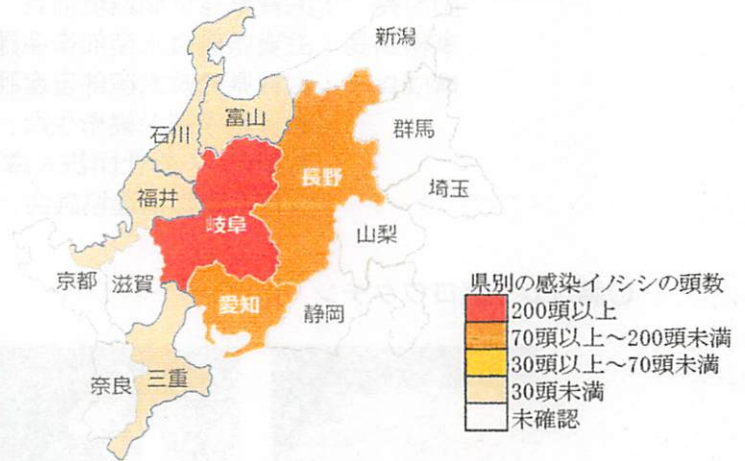 新潟
富山
石川
群馬
長野
福井
埼玉
岐阜
山梨
京都
滋賀
愛知
静岡
奈良
三重
県別の感染イノシシの頭数
200頭以上
70頭以上～200頭未満
30頭以上～70頭未満
30頭未満
未確認